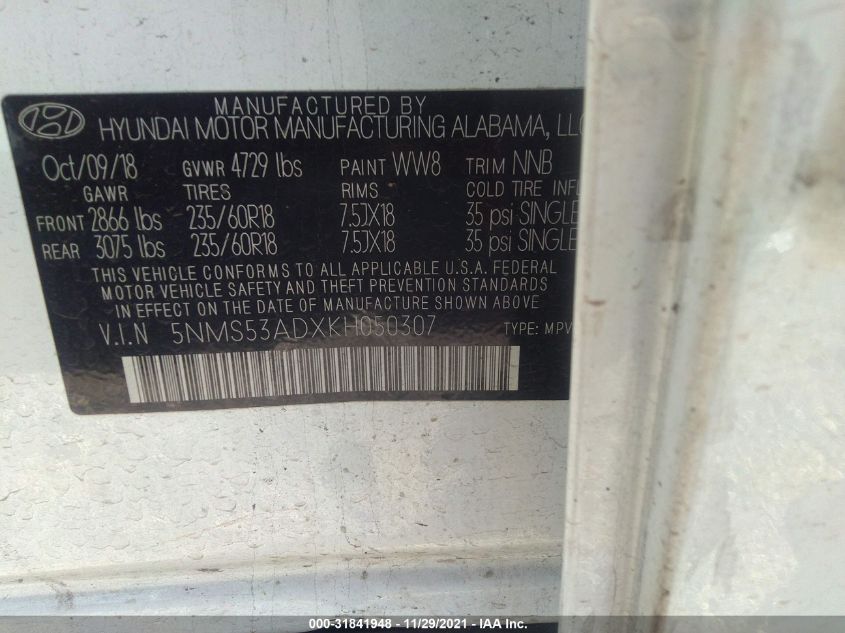 MANUFACTURED BY
HYUNDAI MOTOR MANUFACTURING ALABAMA, LLC
Oct/09/18 GVWR 4729 lbs PAINT WW8 TRIM NNB
GAWR TIRES RIMS COLD TIRE INFL
FRONT 2866 lbs 235/60R18 7.5JX18 35 psi SINGLE
REAR 3075 lbs 235/60R18 7.5JX18 35 psi SINGLE
THIS VEHICLE CONFORMS TO ALL APPLICABLE U.S.A. FEDERAL
MOTOR VEHICLE SAFETY AND THEFT PREVENTION STANDARDS
IN EFFECT ON THE DATE OF MANUFACTURE SHOWN ABOVE
V.I.N 5NMS53ADXKH050307 TYPE: MPV
000-31841948 - 11/29/2021 - IAA Inc.